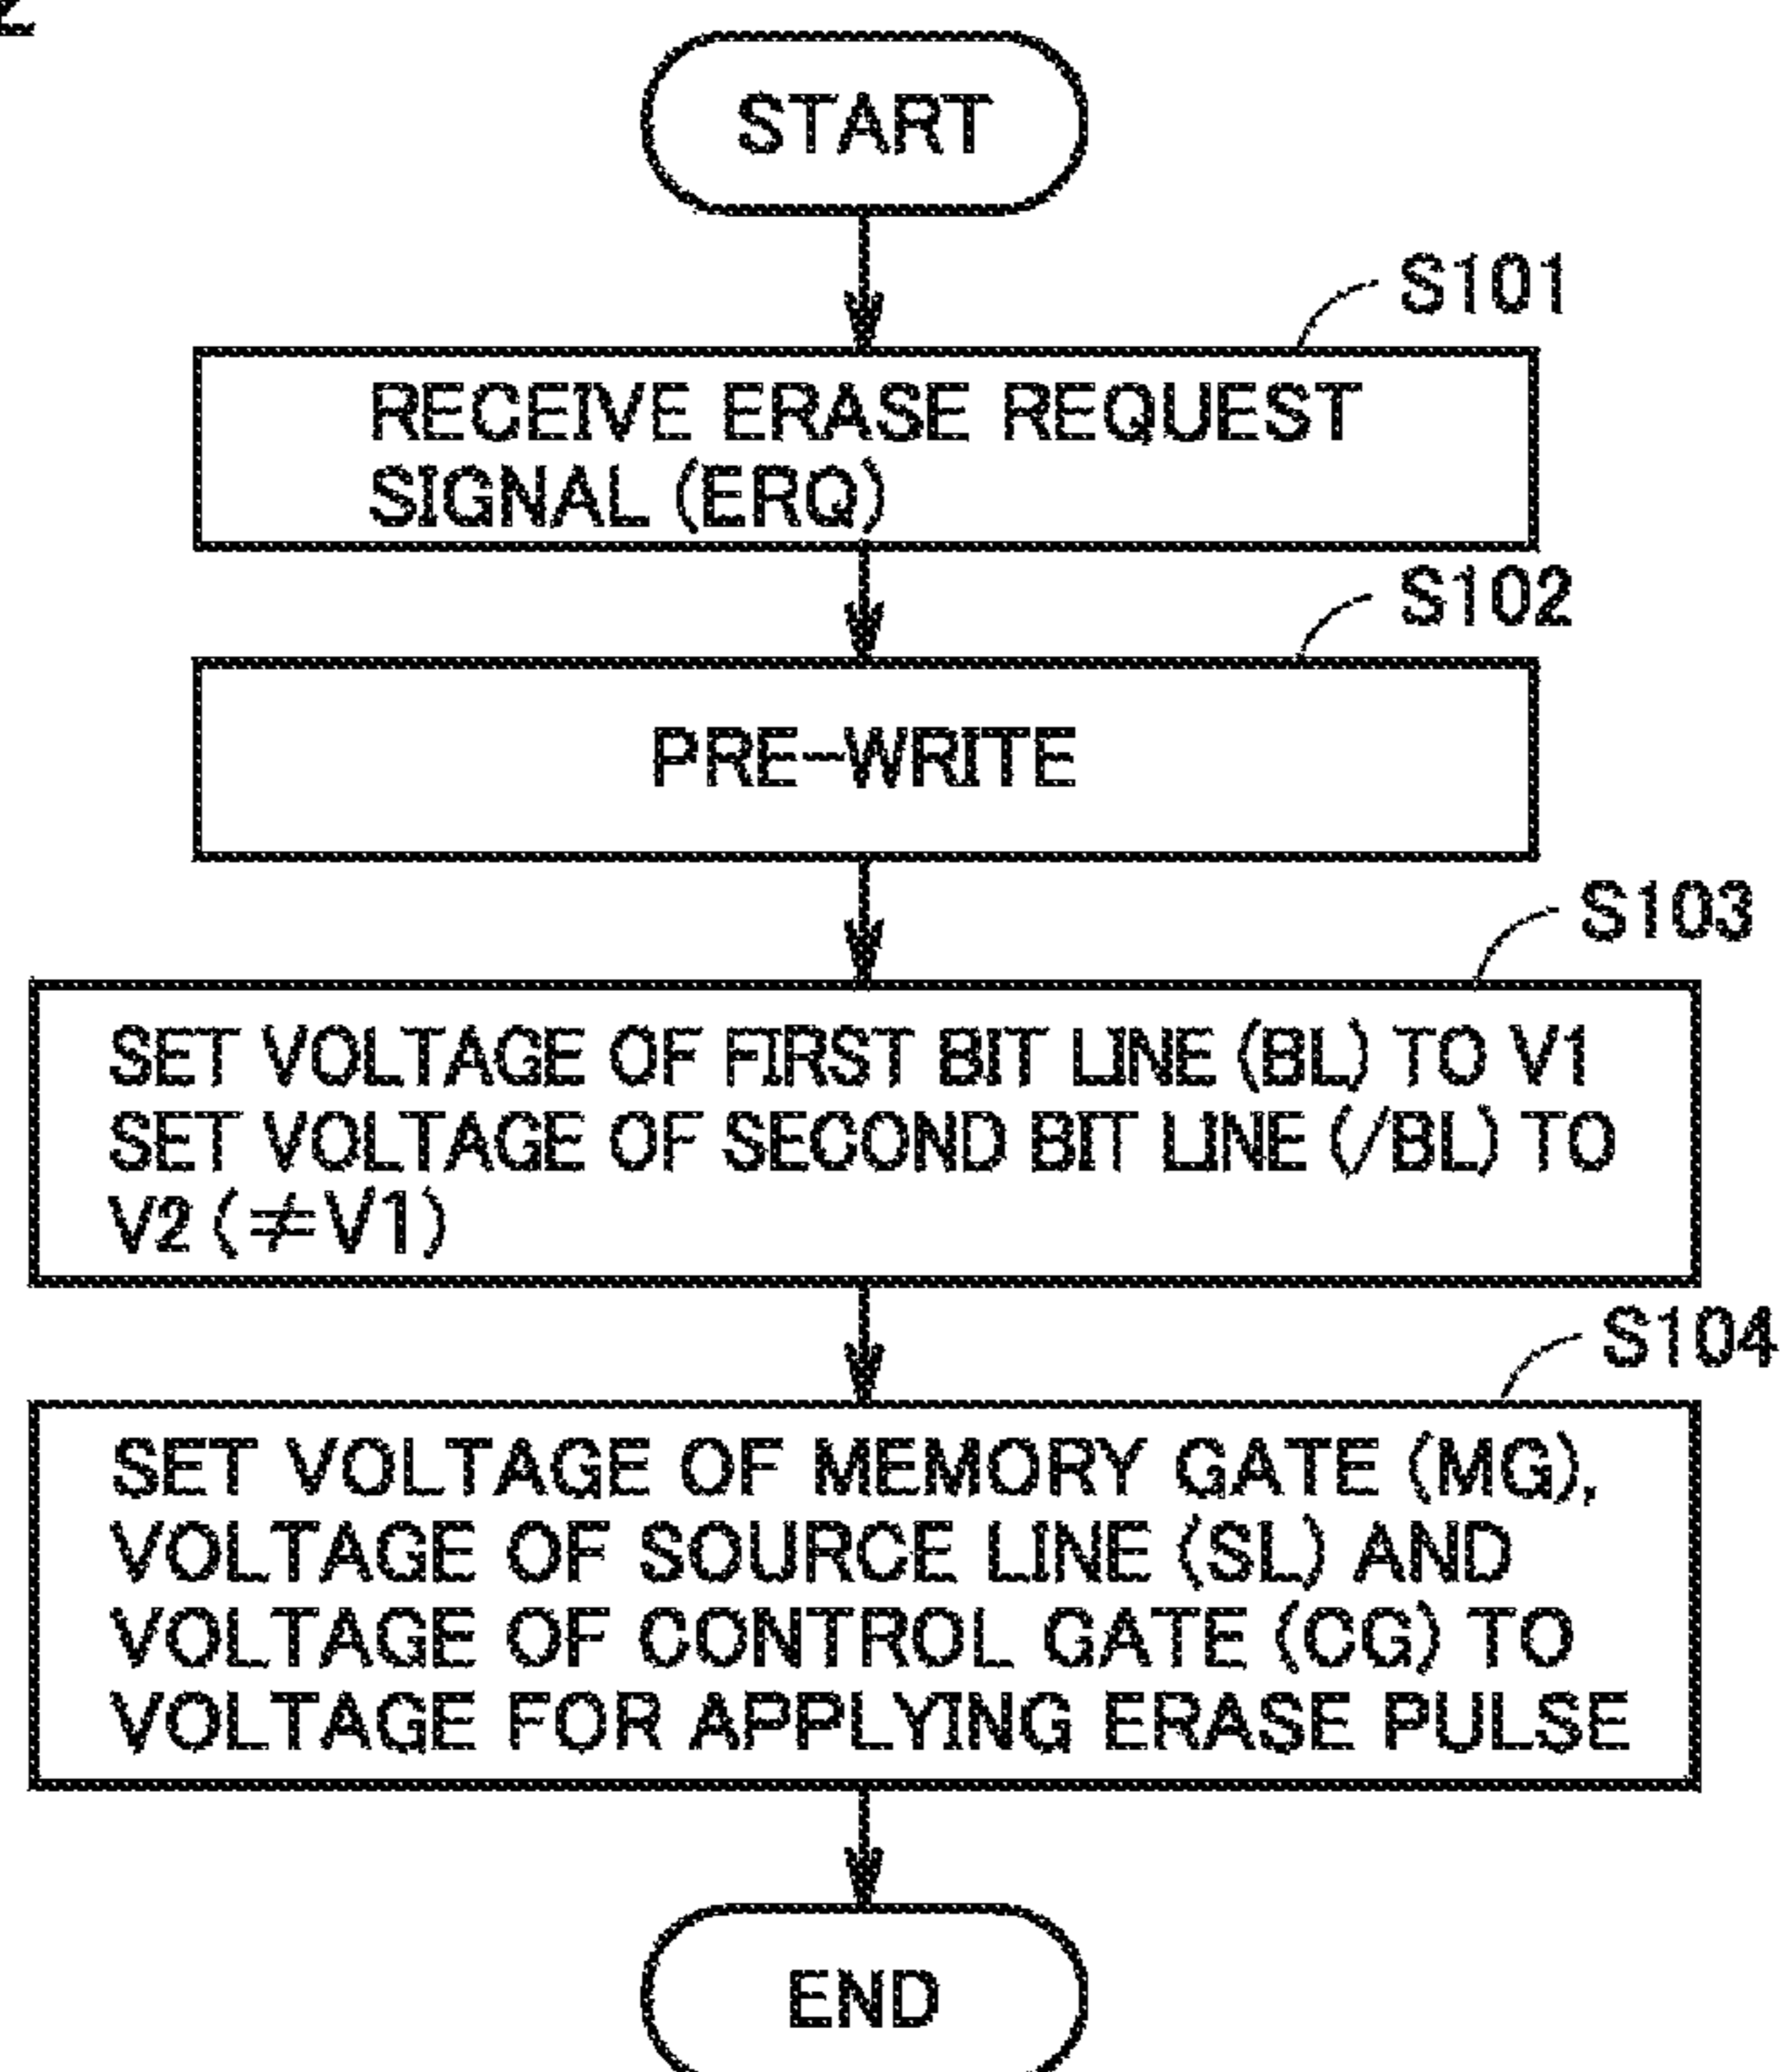 START
S101
RECEIVE ERASE REQUEST
SIGNAL (ERQ)
S102
PRE-WRITE
S103
SET VOLTAGE OF FIRST BIT LINE (BL) TO V1
SET VOLTAGE OF SECOND BIT LINE (/BL) TO
V2 (≠V1)
S104
SET VOLTAGE OF MEMORY GATE (MG),
VOLTAGE OF SOURCE LINE (SL) AND
VOLTAGE OF CONTROL GATE (CG) TO
VOLTAGE FOR APPLYING ERASE PULSE
END